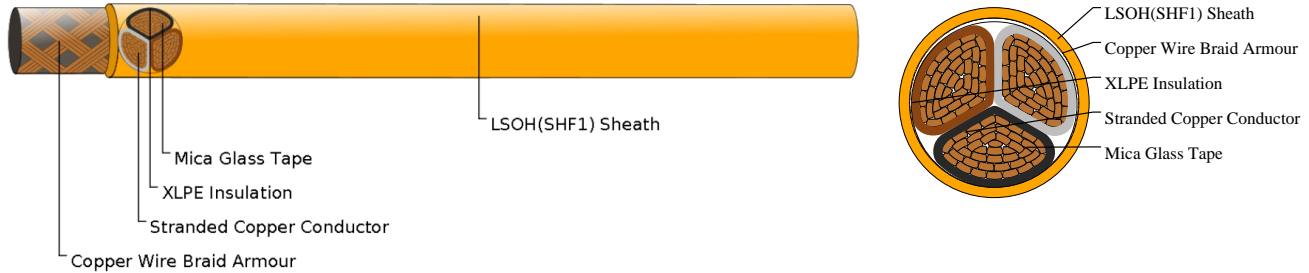 LSOH(SHF1) Sheath
Mica Glass Tape
XLPE Insulation
Stranded Copper Conductor
Copper Wire Braid Armour
LSOH(SHF1) Sheath
Copper Wire Braid Armour
XLPE Insulation
Stranded Copper Conductor
Mica Glass Tape